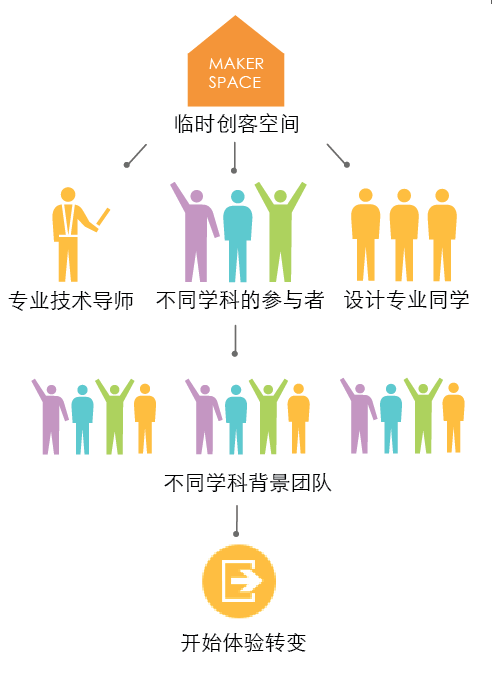 MAKER
SPACE
临时创客空间
专业技术导师
不同学科的参与者
设计专业同学
不同学科背景团队
开始体验转变